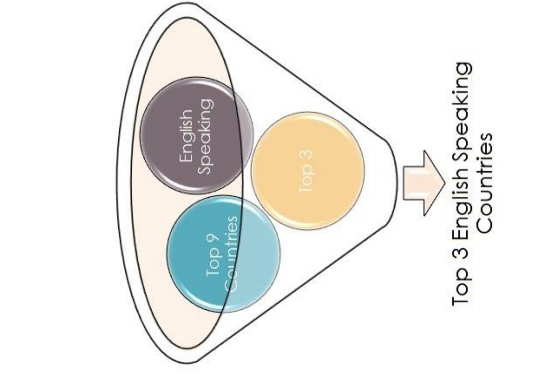 English
Speaking
Top 9
Countries
Top 3
Top 3 English Speaking
Countries